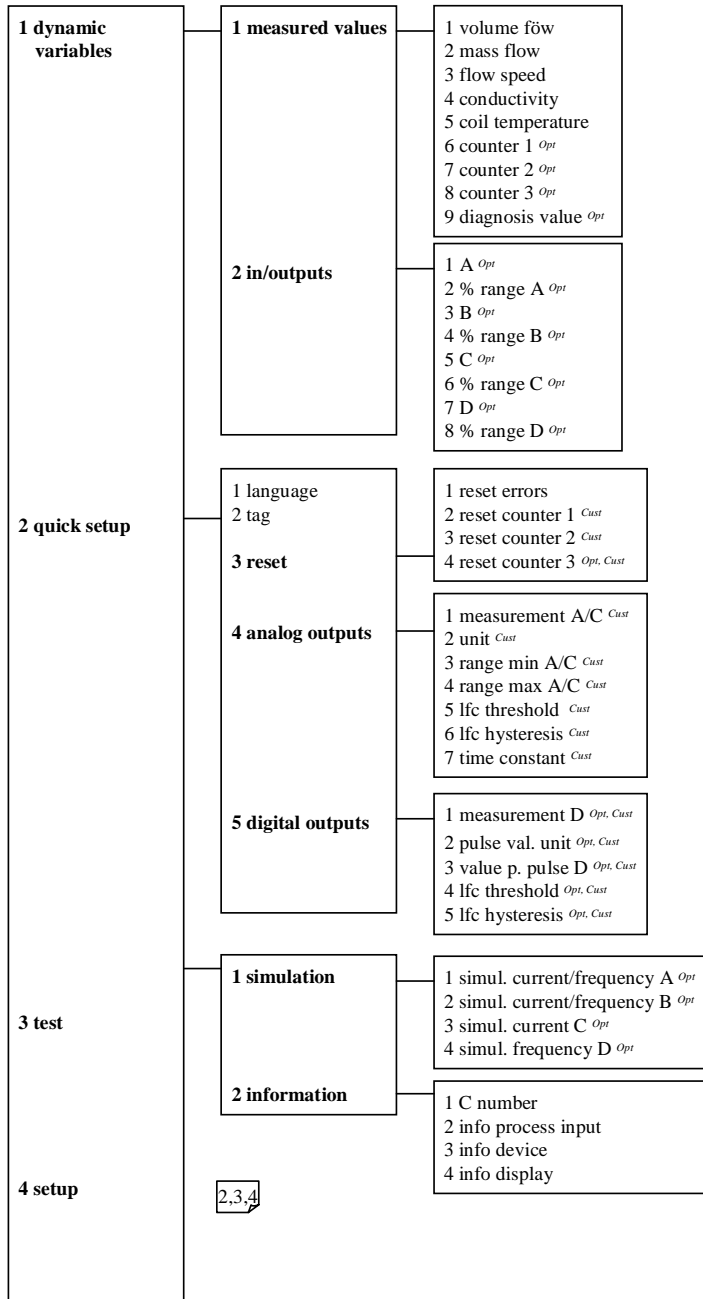 1 dynamic
variables
1 measured values
1 volume föw
2 mass flow
3 flow speed
4 conductivity
5 coil temperature
6 counter 1 Opt
7 counter 2 Opt
8 counter 3 Opt
9 diagnosis value Opt
2 in/outputs
1 A Opt
2 % range A Opt
3 B Opt
4 % range B Opt
5 C Opt
6 % range C Opt
7 D Opt
8 % range D Opt
2 quick setup
1 language
2 tag
3 reset
1 reset errors
2 reset counter 1 Cust
3 reset counter 2 Cust
4 reset counter 3 Opt, Cust
4 analog outputs
1 measurement A/C Cust
2 unit Cust
3 range min A/C Cust
4 range max A/C Cust
5 lfc threshold Cust
6 lfc hysteresis Cust
7 time constant Cust
5 digital outputs
1 measurement D Opt, Cust
2 pulse val. unit Opt, Cust
3 value p. pulse D Opt, Cust
4 lfc threshold Opt, Cust
5 lfc hysteresis Opt, Cust
3 test
1 simulation
1 simul. current/frequency A Opt
2 simul. current/frequency B Opt
3 simul. current C Opt
4 simul. frequency D Opt
2 information
1 C number
2 info process input
3 info device
4 info display
4 setup
2,3,4